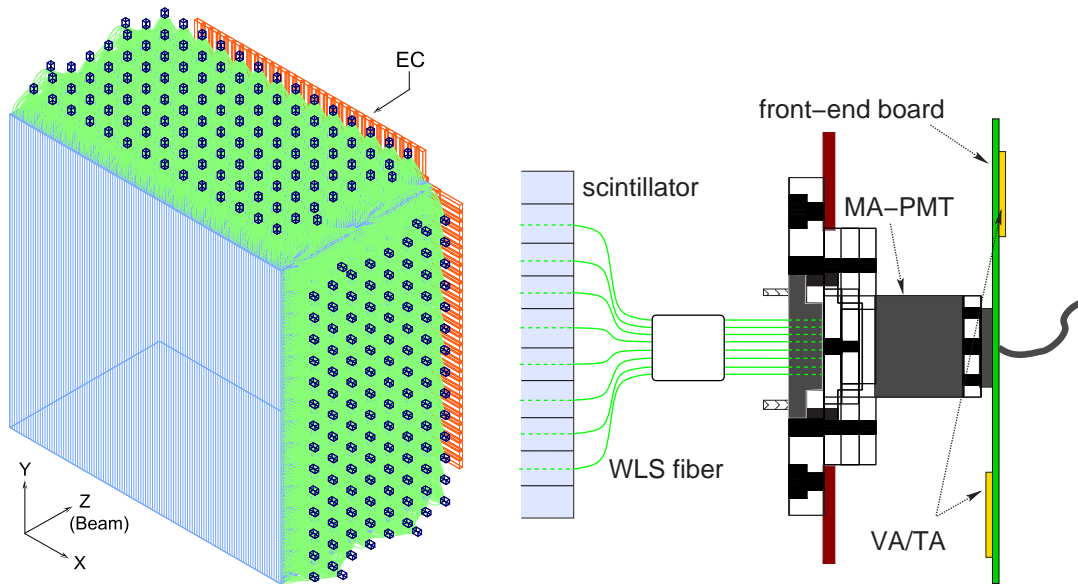 EC
Y
Z
(Beam)
X
front−end board
scintillator
MA−PMT
WLS fiber
VA/TA